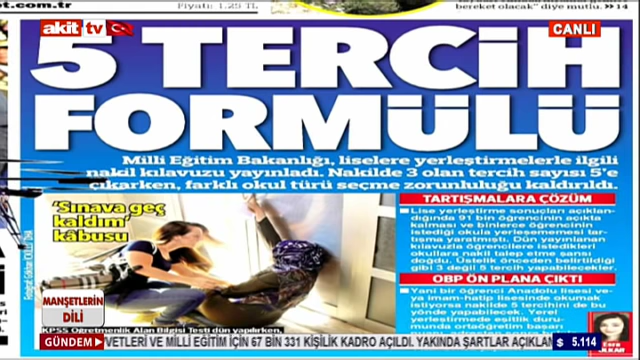 et.com.tr
Fiyatı: 1.25 TL
bereket olacak" diye mutlu. ▸▸14
akit tv
CANLI
5 TERCİH
FORMÜLÜ
Milli Eğitim Bakanlığı, liselere yerleştirmelerle ilgili
nakil kılavuzu yayınladı. Nakilde 3 olan tercih sayısı 5'e
çıkarken, farklı okul türü seçme zorunluluğu kaldırıldı.
'Sınava geç
kaldım'
kâbusu
TARTIŞMALARA ÇÖZÜM
Lise yerleştirme sonuçları açıklan-
dığında 91 bin öğrencinin açıkta
kalması ve binlerce öğrencinin
istediği okula yerleşememesi tar-
tışma yaratmıştı. Dün yayınlanan
kılavuzla öğrencilere istedikleri
okullara nakil talep etme şansı
doğdu. Üstelik önceden belirtildiği
gibi 3 değil 5 tercih yapabilecekler.
OBP ÖN PLANA ÇIKTI
Yani bir öğrenci Anadolu lisesi ve-
ya imam-hatip lisesinde okumak
istiyorsa nakilde 5 tercihini de bu
yönde yapabilecek. Yerel
yerleştirmede eşitlik duru-
munda ortaöğretim başarı
MANŞETLERİN
DİLİ
KPSS Öğretmenlik Alan Bilgisi Testi dün yapılırken,
GÜNDEM ▸
VETLERİ VE MİLLİ EĞİTİM İÇİN 67 BİN 331 KİŞİLİK KADRO AÇILDI. YAKINDA ŞARTLAR AÇIKLAN
$ 5.114